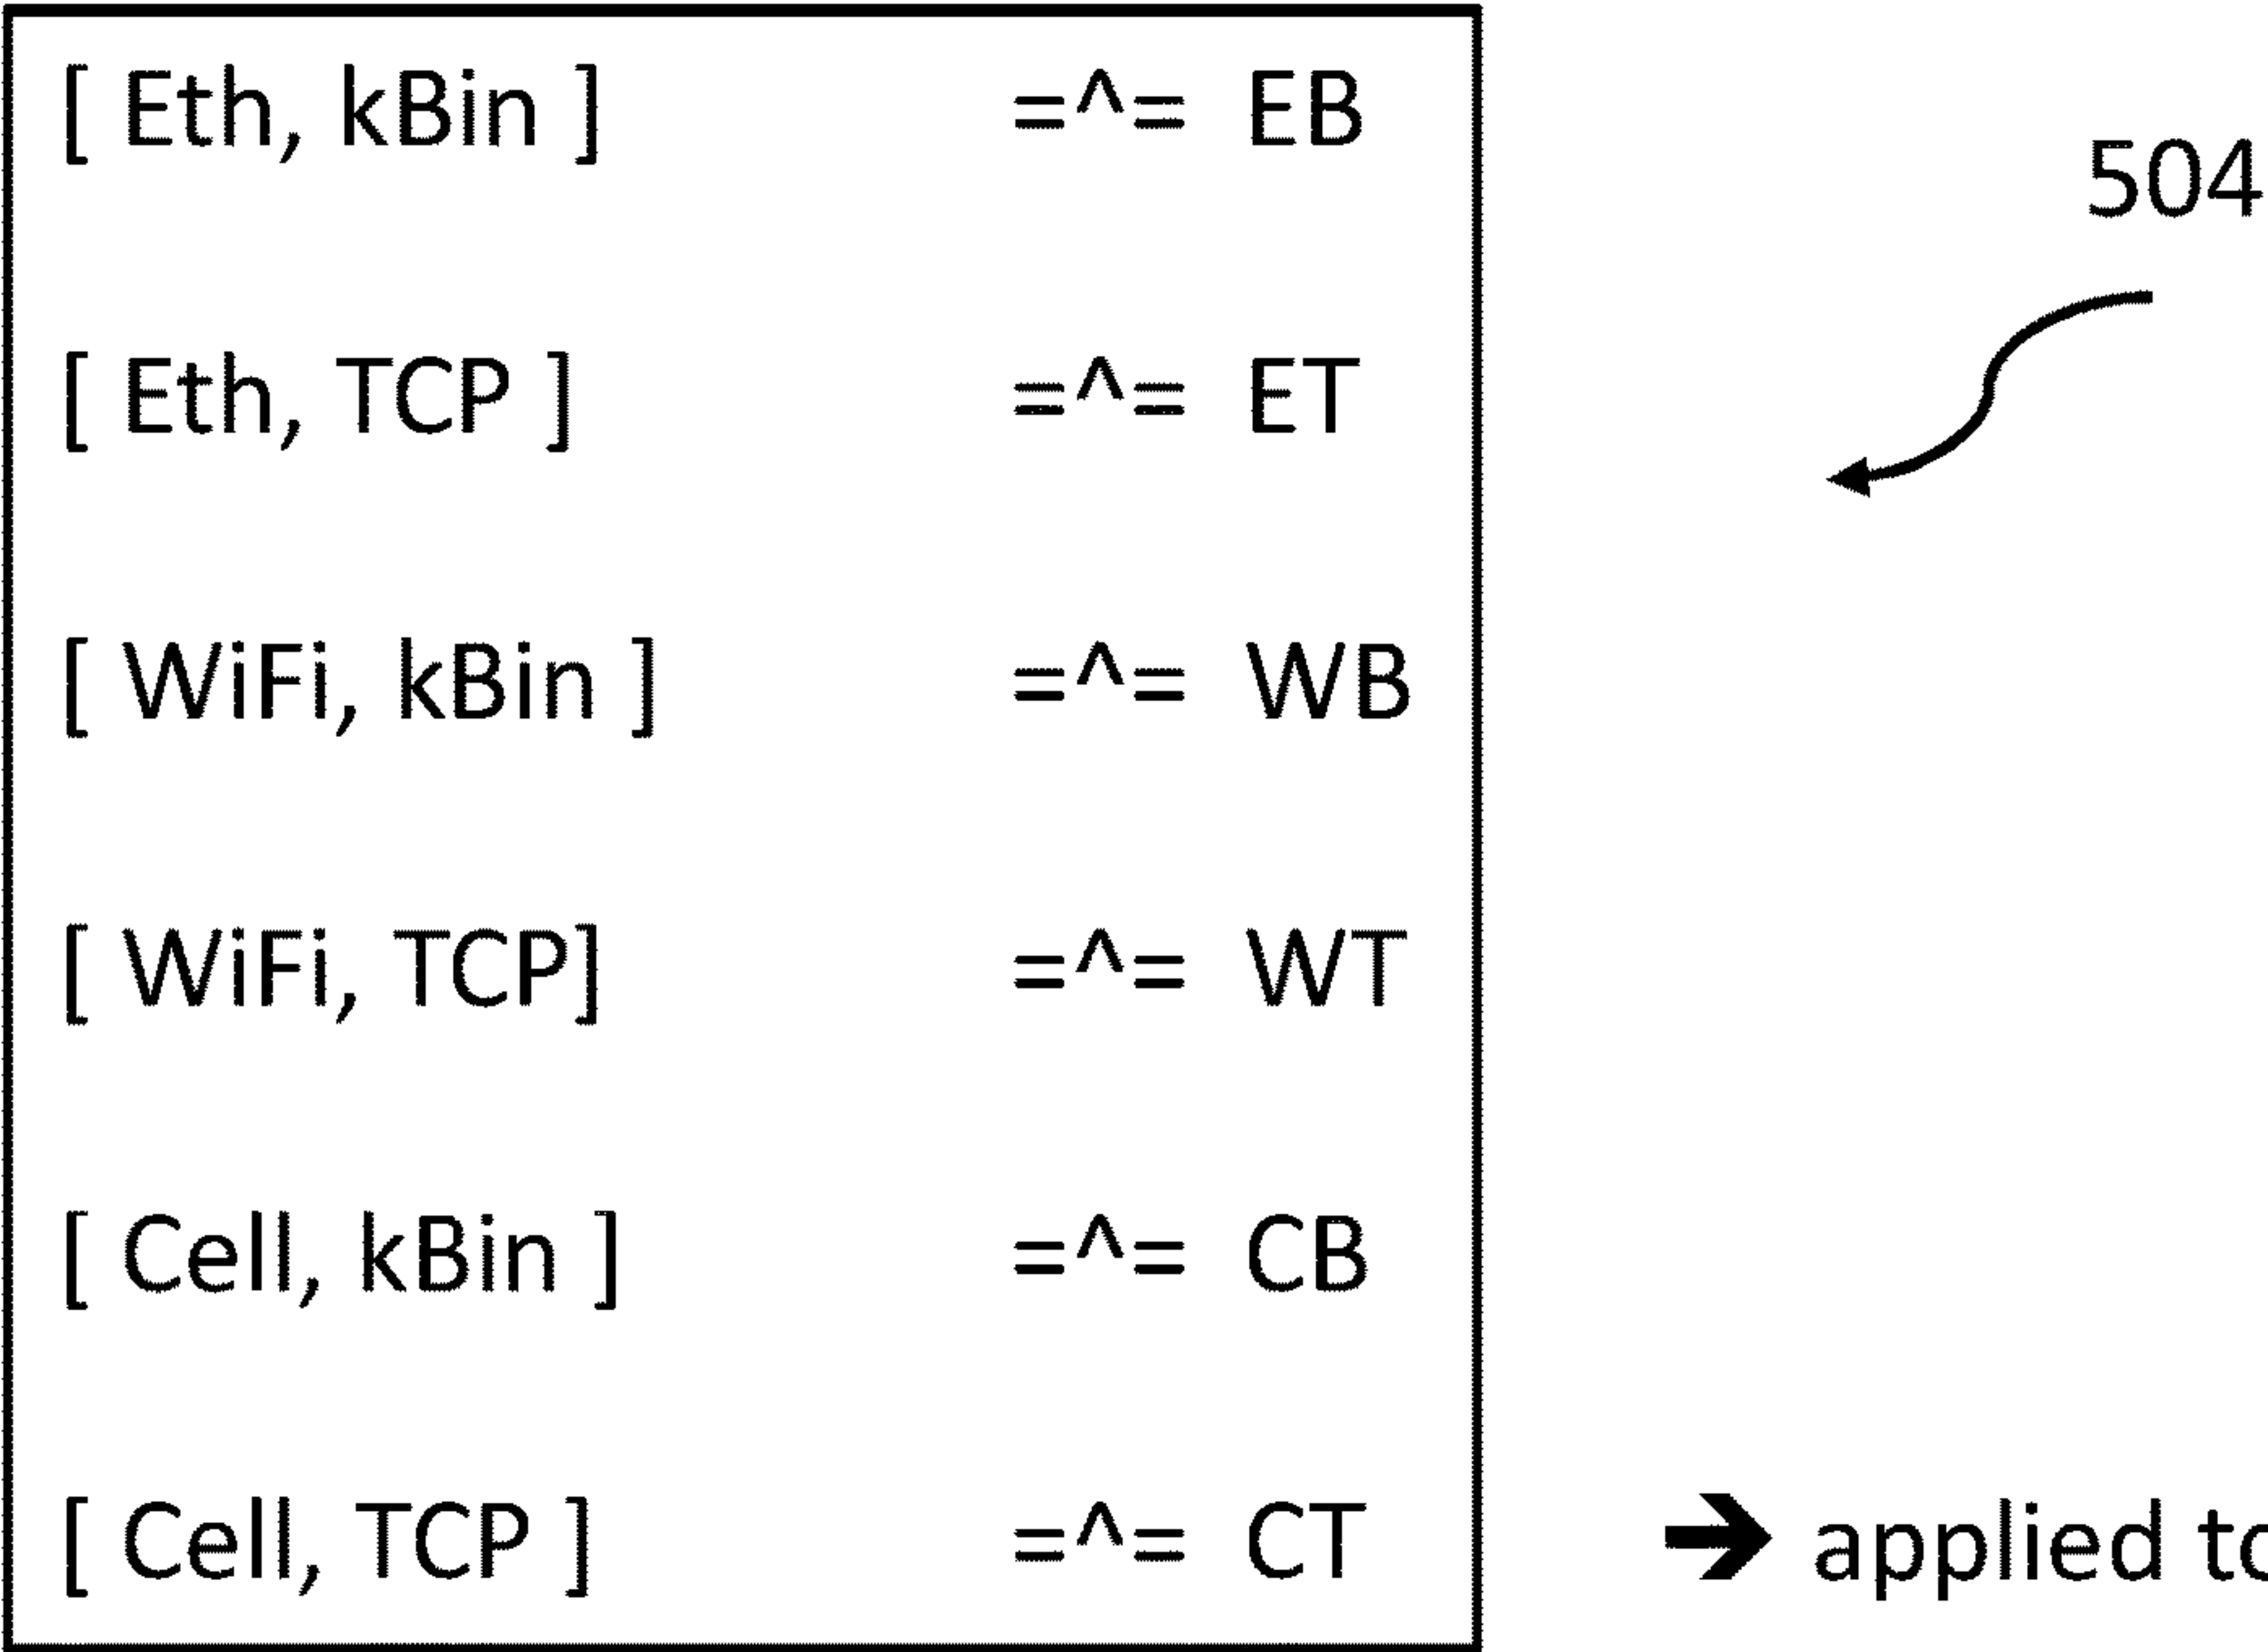 [ Eth, kBin ] =^= EB
504
[ Eth, TCP ] =^= ET
[ WiFi, kBin ] =^= WB
[ WiFi, TCP] =^= WT
[ Cell, kBin ] =^= CB
[ Cell, TCP ] =^= CT
➔ applied to